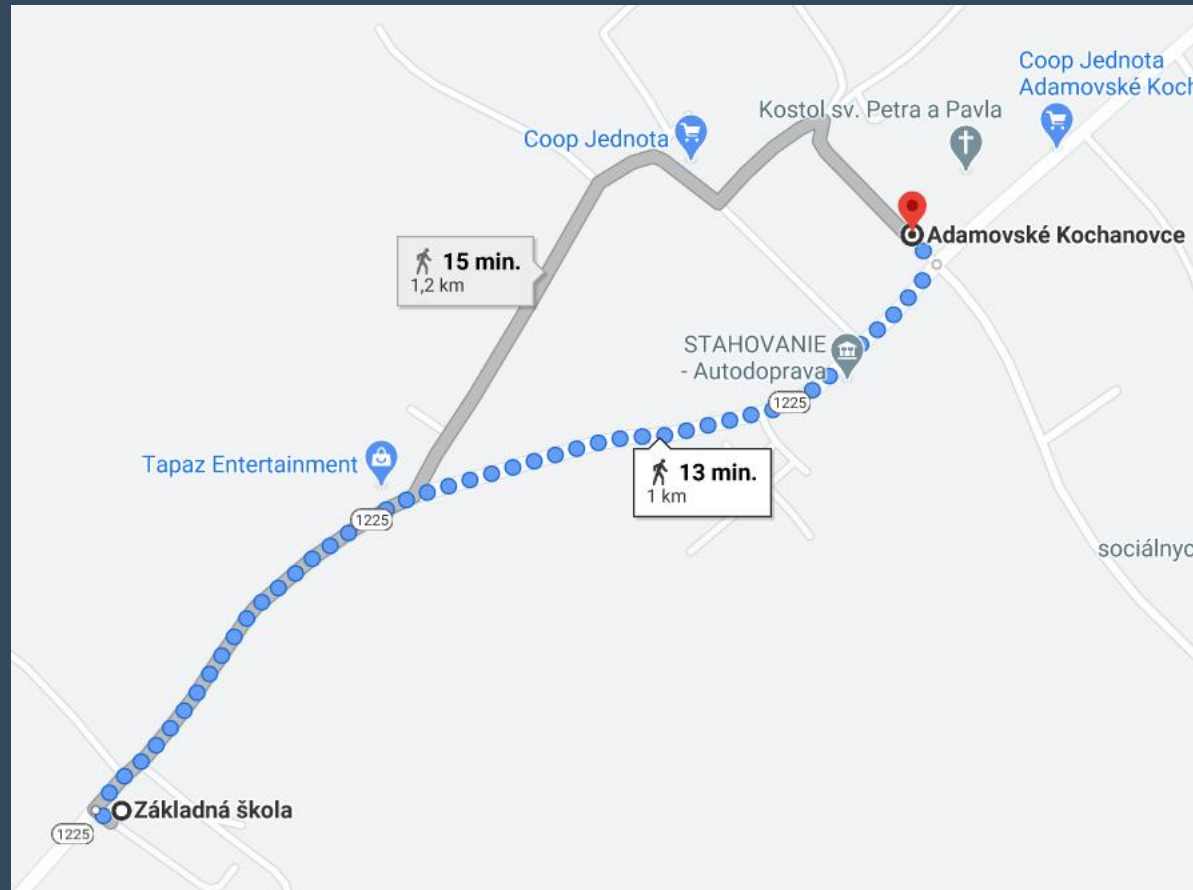 Coop Jednota
Adamovské Koch
Kostol sv. Petra a Pavla
Coop Jednota
Adamovské Kochanovce
15 min.
1,2 km
STAHOVANIE
- Autodoprava
1225
Tapaz Entertainment
13 min.
1 km
1225
sociálnyc
Základná škola
1225